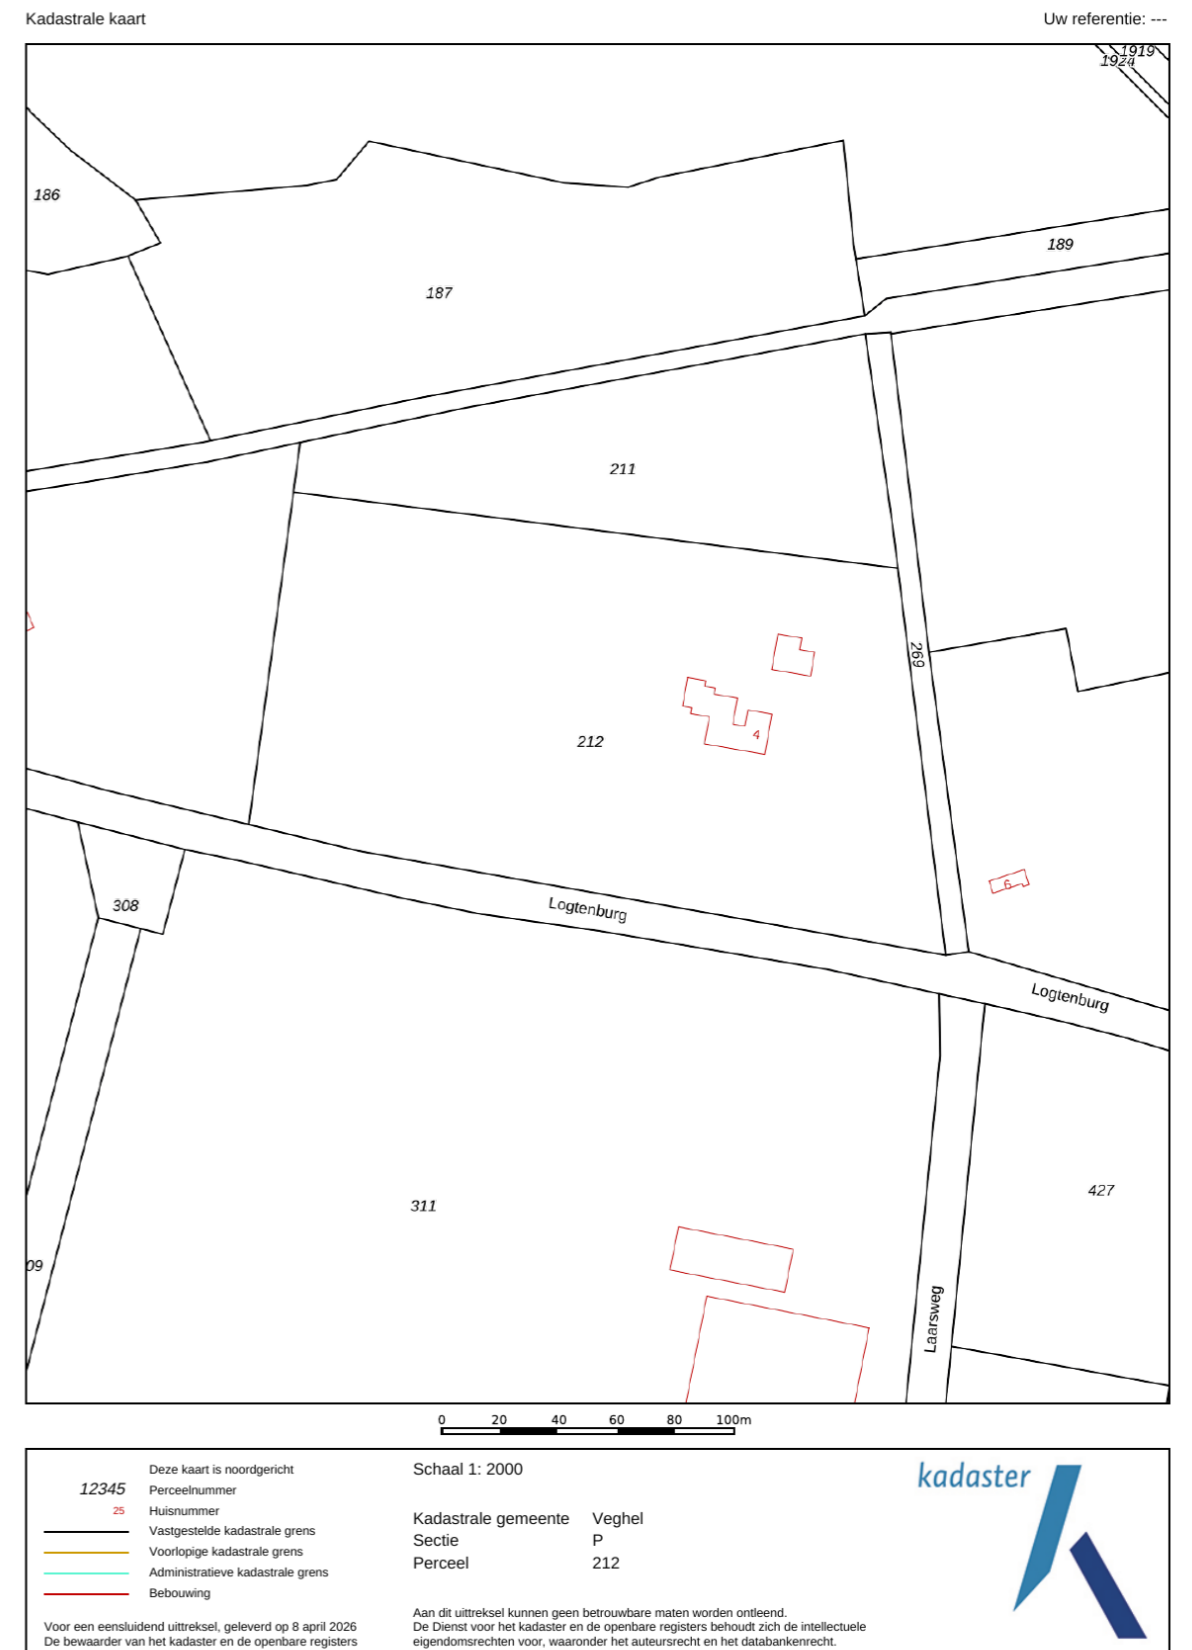 Kadastrale kaart
Uw referentie: ---
1919
1924
186
189
187
211
269
212
4
6
308
Logtenburg
Logtenburg
311
427
09
Laarsweg
0 20 40 60 80 100m
Deze kaart is noordgericht
12345 Perceelnummer
25 Huisnummer
Vastgestelde kadastrale grens
Voorlopige kadastrale grens
Administratieve kadastrale grens
Bebouwing
Voor een eensluidend uittreksel, geleverd op 8 april 2026
De bewaarder van het kadaster en de openbare registers
Schaal 1: 2000
Kadastrale gemeente Veghel
Sectie P
Perceel 212
Aan dit uittreksel kunnen geen betrouwbare maten worden ontleend.
De Dienst voor het kadaster en de openbare registers behoudt zich de intellectuele
eigendomsrechten voor, waaronder het auteursrecht en het databankenrecht.
kadaster